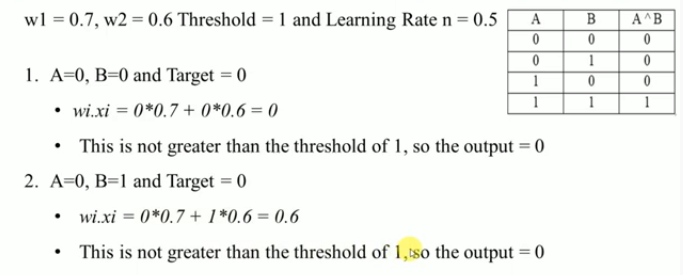 w1 = 0.7, w2 = 0.6 Threshold = 1 and Learning Rate n = 0.5
A B A^B
0 0 0
0 1 0
1 0 0
1 1 1
1. A=0, B=0 and Target = 0
• wi.xi = 0*0.7 + 0*0.6 = 0
• This is not greater than the threshold of 1, so the output = 0
2. A=0, B=1 and Target = 0
• wi.xi = 0*0.7 + 1*0.6 = 0.6
• This is not greater than the threshold of 1, so the output = 0